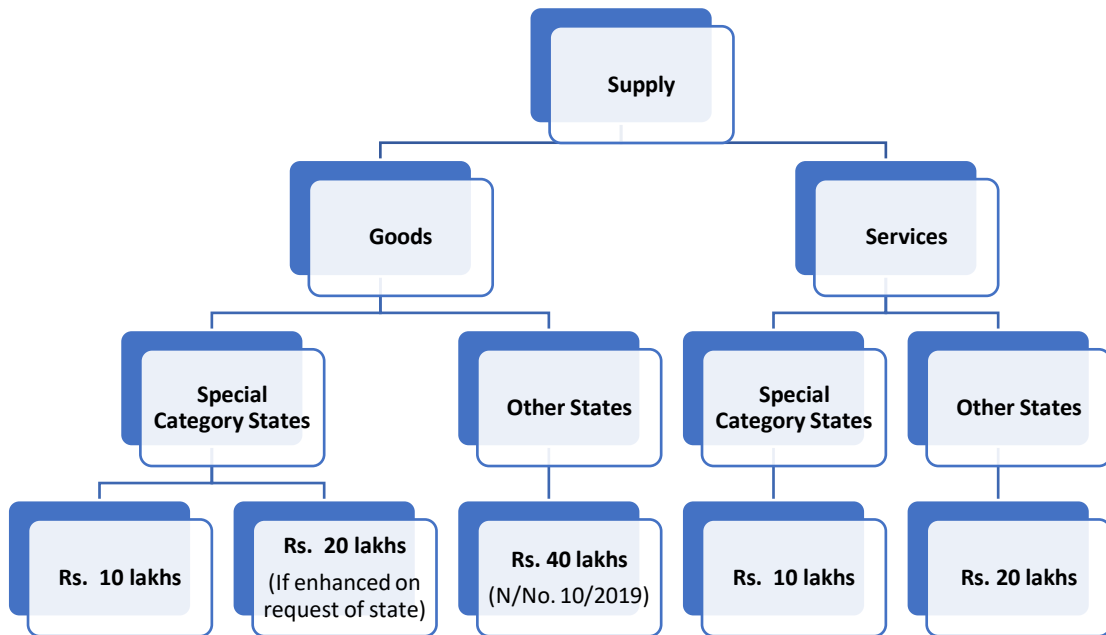 Supply
Goods
Services
Special
Category States
Other States
Special
Category States
Other States
Rs. 10 lakhs
Rs. 20 lakhs
(If enhanced on
request of state)
Rs. 40 lakhs
(N/No. 10/2019)
Rs. 10 lakhs
Rs. 20 lakhs